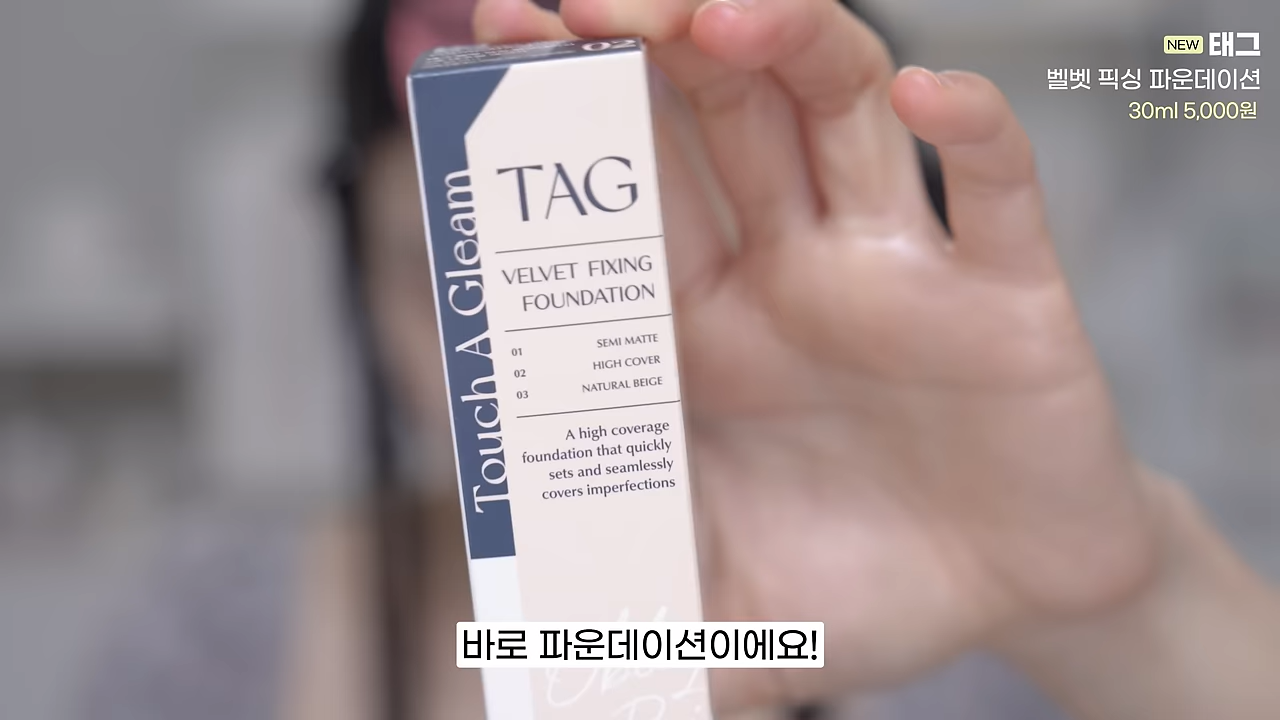 NEW 태그
벨벳 픽싱 파운데이션
30ml 5,000원
02
Touch A Gleam
TAG
VELVET FIXING
FOUNDATION
01 SEMI MATTE
02 HIGH COVER
03 NATURAL BEIGE
A high coverage
foundation that quickly
sets and seamlessly
covers imperfections
바로 파운데이션이에요!